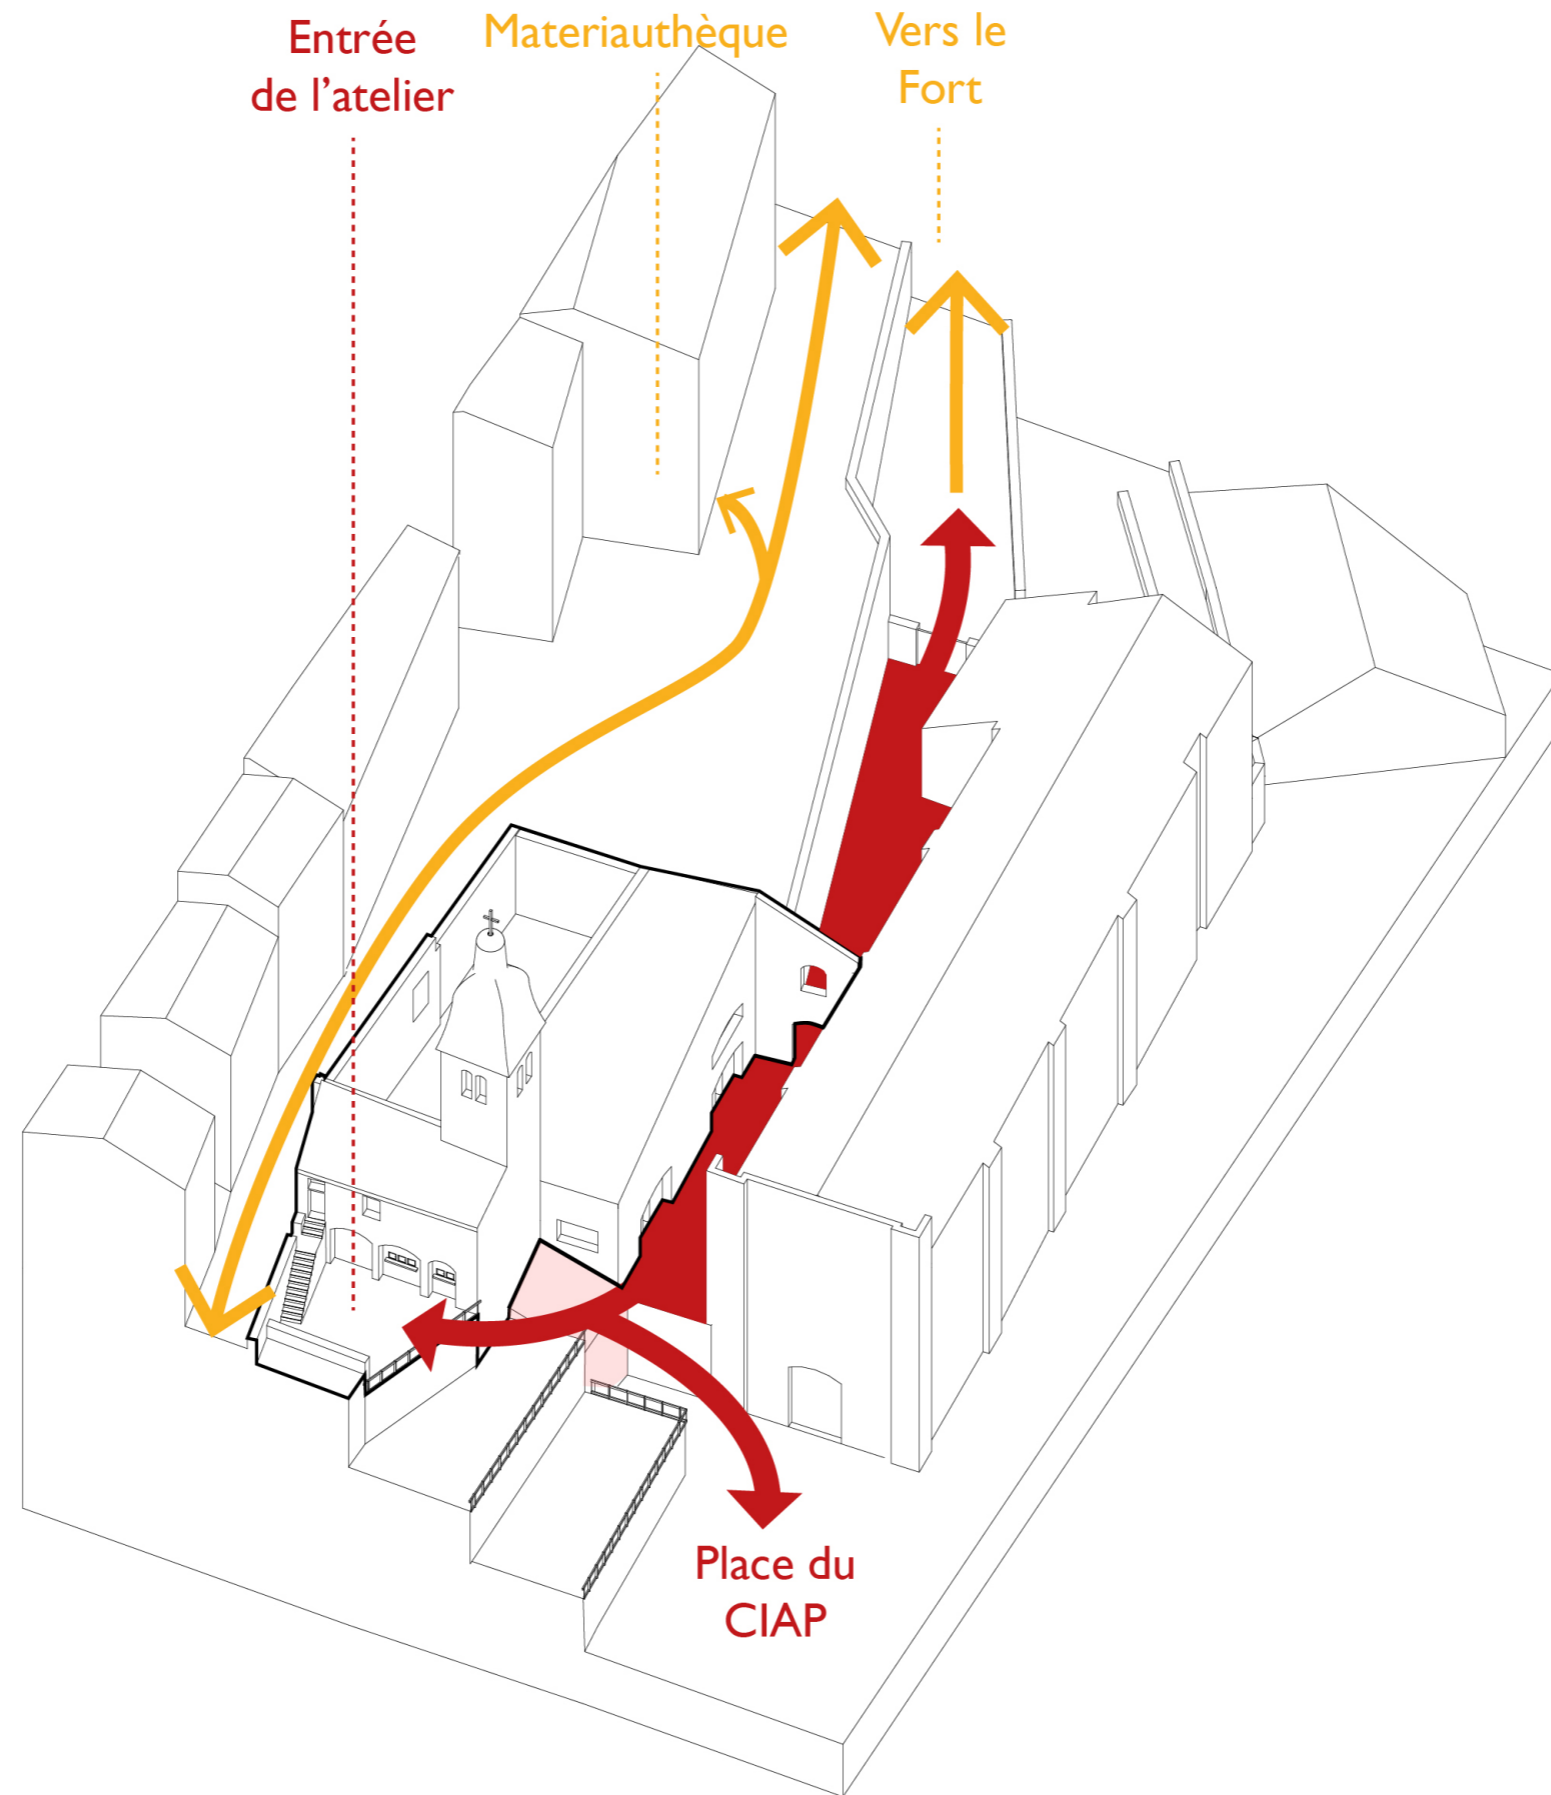 Entrée
de l'atelier
Materiauthèque
Vers le
Fort
Place du
CIAP